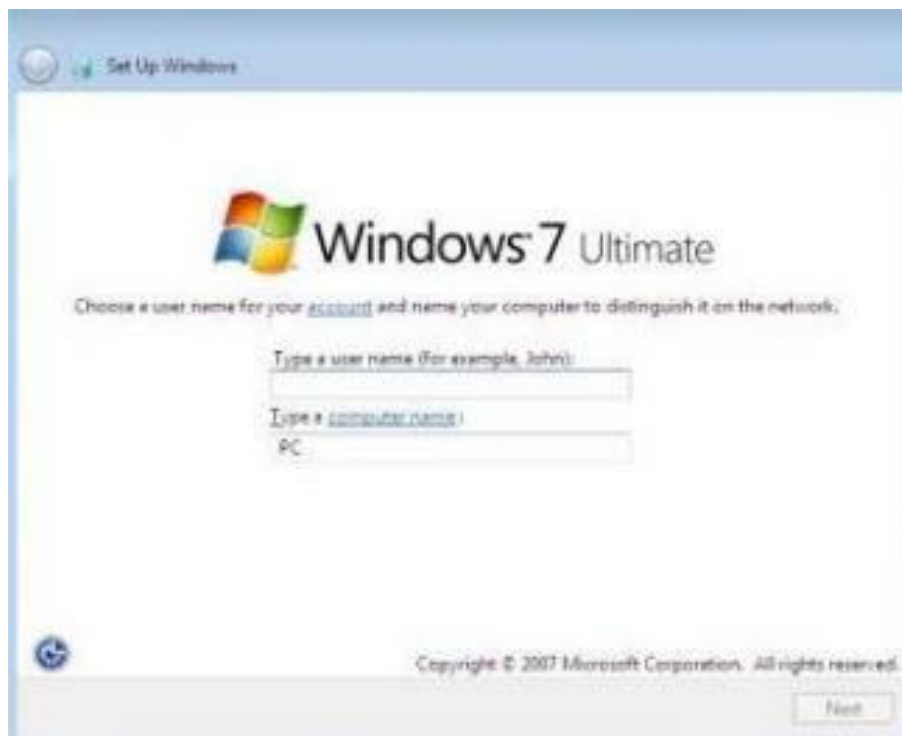 Set Up Windows
Windows 7 Ultimate
Choose a user name for your account and name your computer to distinguish it on the network.
Type a user name (for example, John):
Type a computer name:
PC
Copyright © 2007 Microsoft Corporation. All rights reserved.
Next